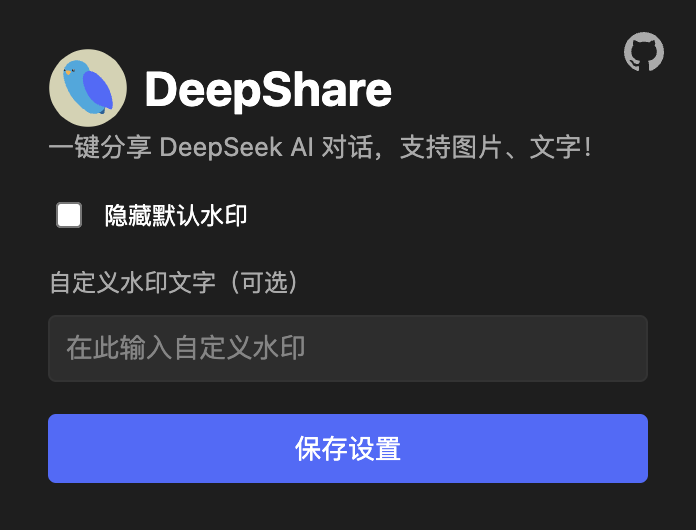 DeepShare
一键分享 DeepSeek AI 对话，支持图片、文字！
隐藏默认水印
自定义水印文字（可选）
在此输入自定义水印
保存设置